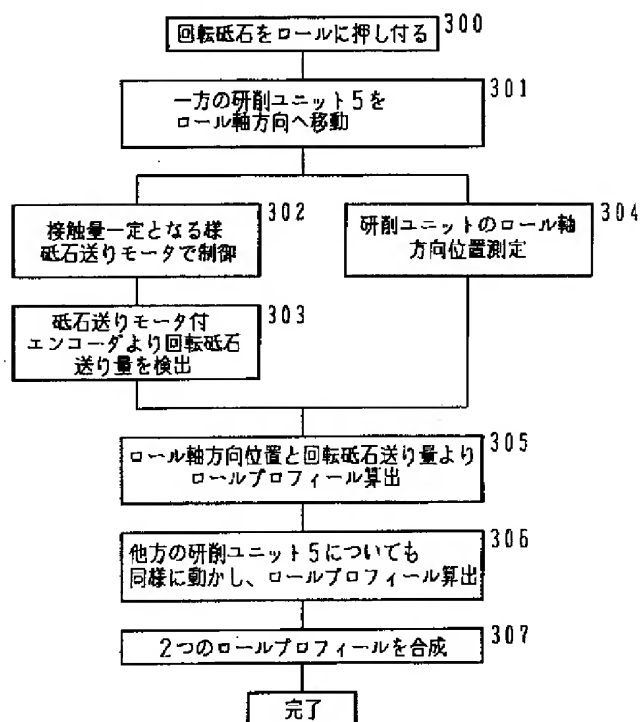 回転砥石をロールに押し付る
300
一方の研削ユニット5を
ロール軸方向へ移動
301
接触量一定となる様
砥石送りモータで制御
302
研削ユニットのロール軸
方向位置測定
304
砥石送りモータ付
エンコーダより回転砥石
送り量を検出
303
ロール軸方向位置と回転砥石送り量より
ロールプロフィール算出
305
他方の研削ユニット5についても
同様に動かし、ロールプロフィール算出
306
2つのロールプロフィールを合成
307
完了